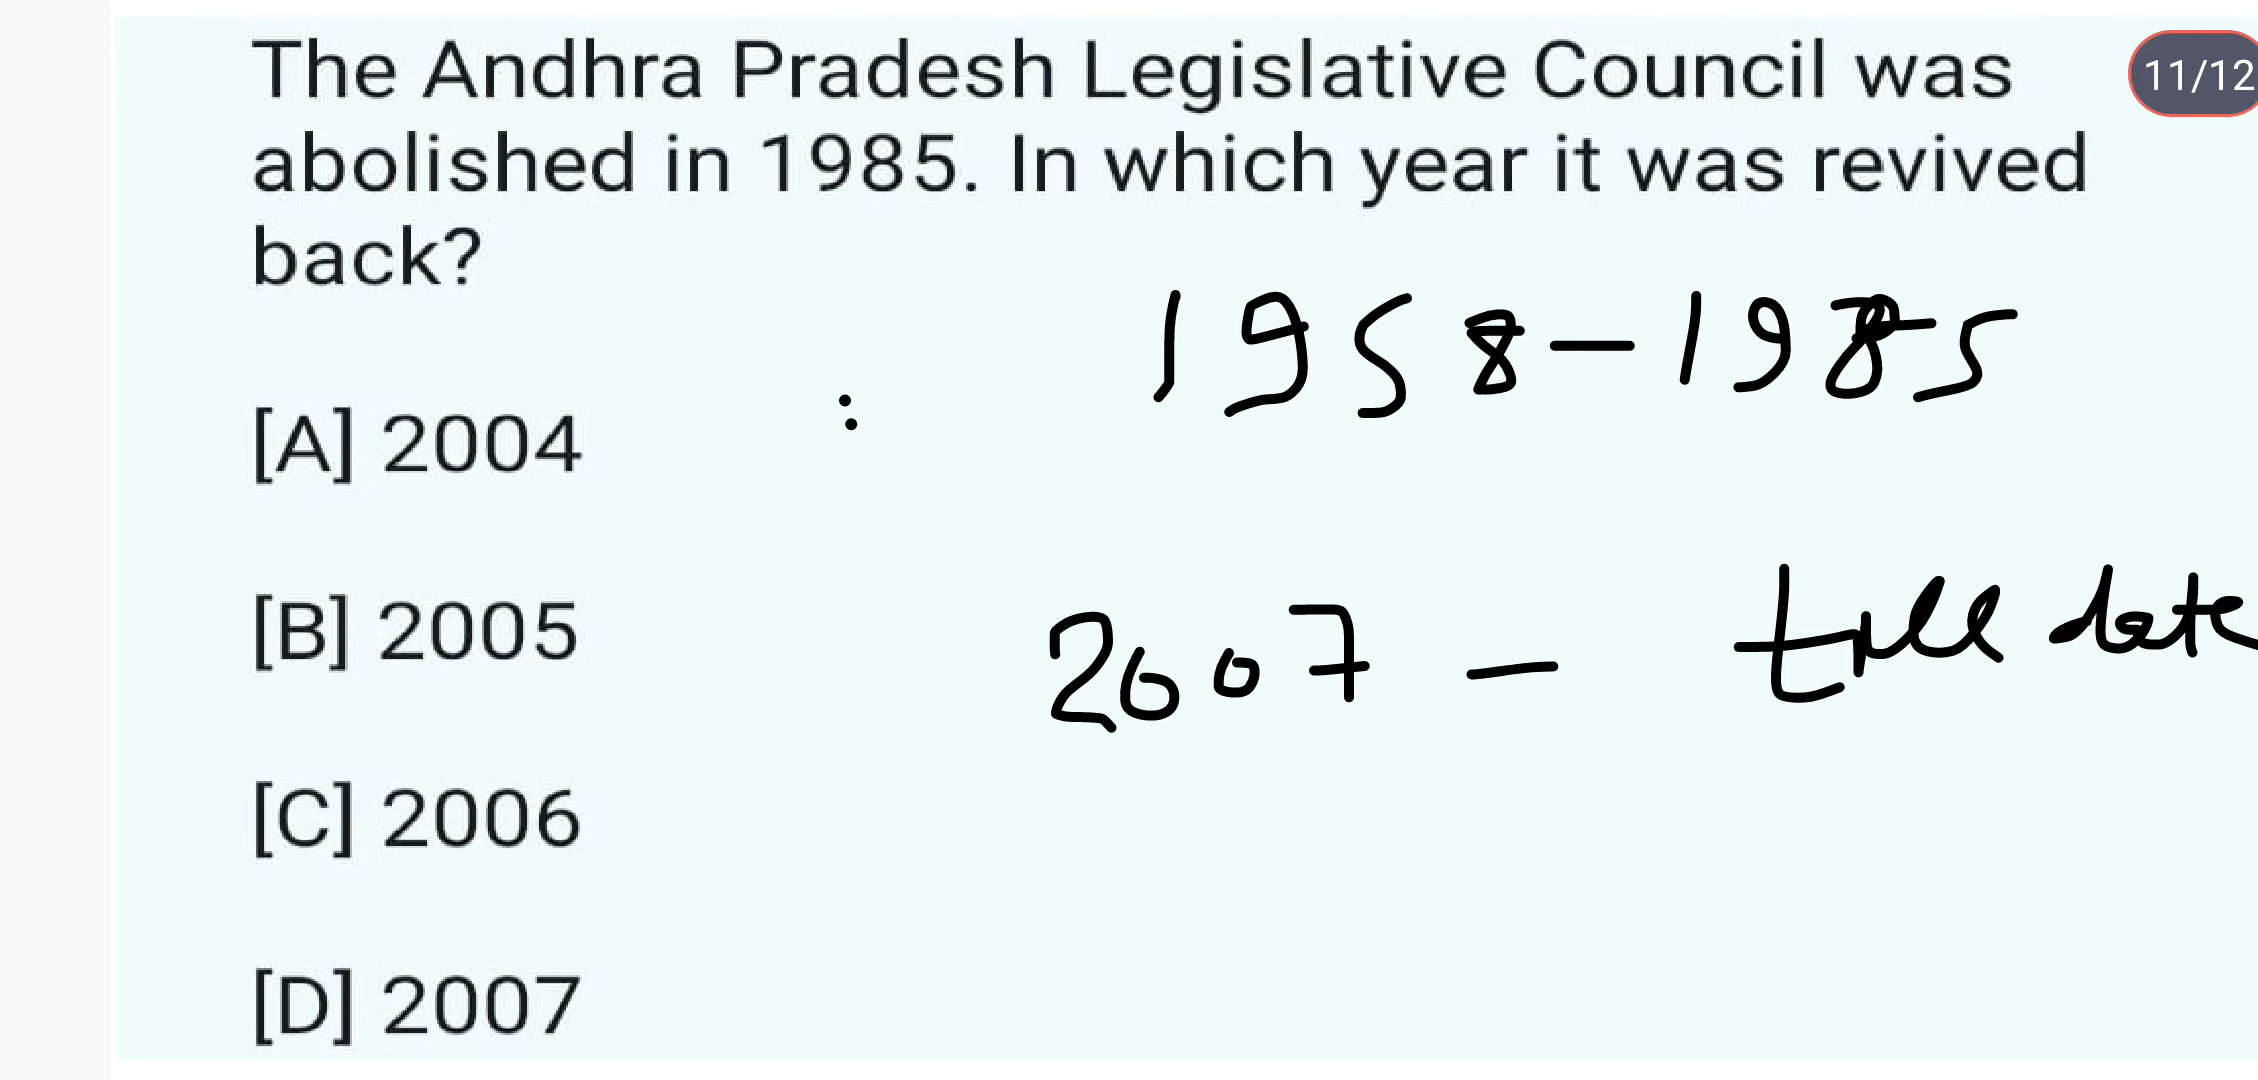 The Andhra Pradesh Legislative Council was
11/12
abolished in 1985. In which year it was revived
back?
1958-1985
[A] 2004
:
[B] 2005
2007 - till date
[C] 2006
[D] 2007